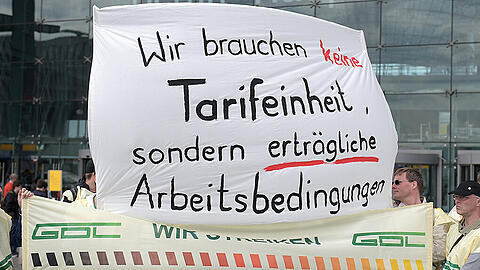 Wir brauchen keine
Tarifeinheit,
sondern erträgliche
Arbeitsbedingungen
GDL WIR STREIKEN GDL